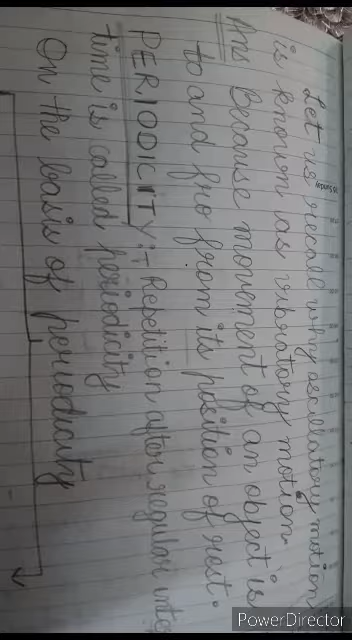 Let us recall why oscillatory motion
is known as vibratory motion.
Ans Because movement of an object is
to and fro from its position of rest.
PERIODICITY :→ Repetition after regular inte
time is called periodicity
On the basis of periodicity
PowerDirector